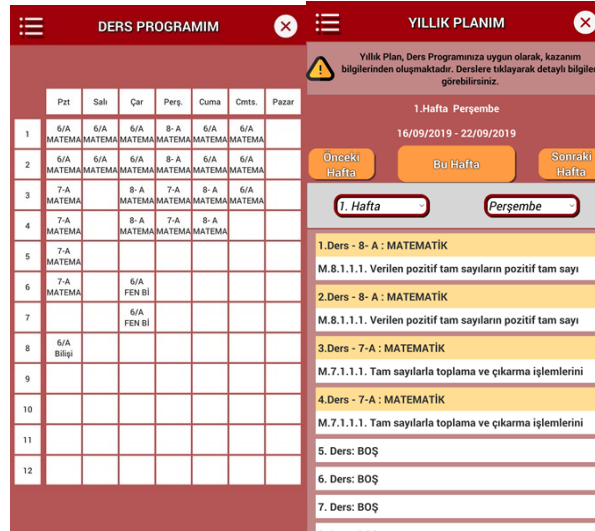 DERS PROGRAMIM
Pzt Salı Çar Perş. Cuma Cmts. Pazar
1 6/A MATEMA 6/A MATEMA 6/A MATEMA 8- A MATEMA 6/A MATEMA 6/A MATEMA
2 6/A MATEMA 6/A MATEMA 6/A MATEMA 8- A MATEMA 6/A MATEMA 6/A MATEMA
3 7-A MATEMA 8- A MATEMA 7-A MATEMA 8- A MATEMA 6/A MATEMA
4 7-A MATEMA 8- A MATEMA 7-A MATEMA 8- A MATEMA
5 7-A MATEMA
6 7-A MATEMA 6/A FEN Bİ
7 6/A FEN Bİ
8 6/A Bilişi
9
10
11
12
YILLIK PLANIM
Yıllık Plan, Ders Programınıza uygun olarak, kazanım
bilgilerinden oluşmaktadır. Derslere tıklayarak detaylı bilgiler
görebilirsiniz.
1.Hafta Perşembe
16/09/2019 - 22/09/2019
Önceki Hafta
Bu Hafta
Sonraki Hafta
1. Hafta
Perşembe
1.Ders - 8- A : MATEMATİK
M.8.1.1.1. Verilen pozitif tam sayıların pozitif tam sayı
2.Ders - 8- A : MATEMATİK
M.8.1.1.1. Verilen pozitif tam sayıların pozitif tam sayı
3.Ders - 7-A : MATEMATİK
M.7.1.1.1. Tam sayılarla toplama ve çıkarma işlemlerini
4.Ders - 7-A : MATEMATİK
M.7.1.1.1. Tam sayılarla toplama ve çıkarma işlemlerini
5. Ders: BOŞ
6. Ders: BOŞ
7. Ders: BOŞ